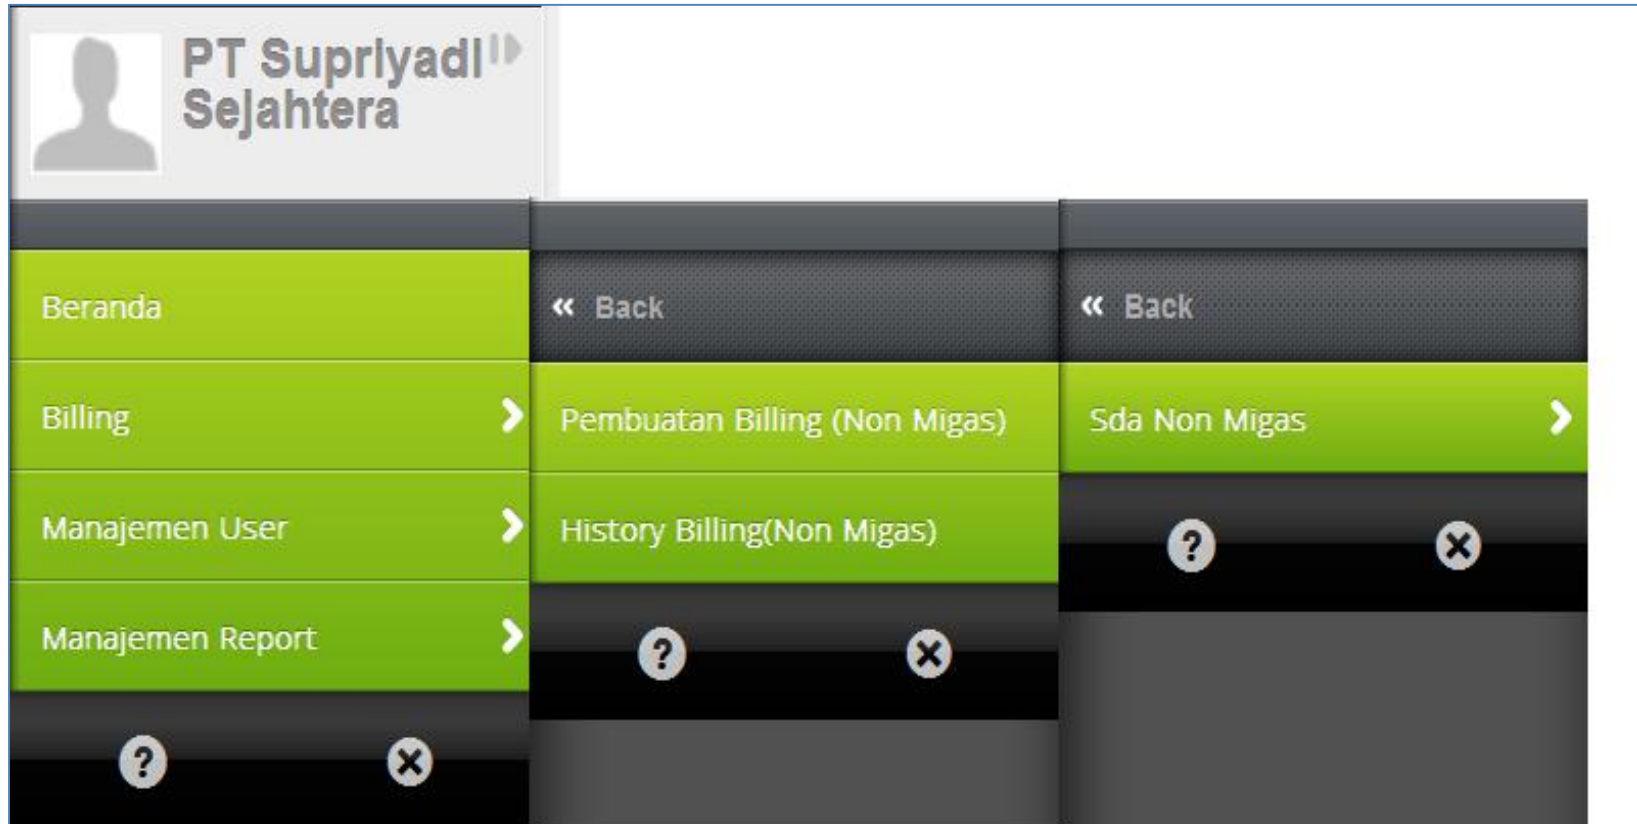 PT Supriyadi
Sejahtera
Beranda
Billing
Manajemen User
Manajemen Report
?
« Back
Pembuatan Billing (Non Migas)
History Billing(Non Migas)
?
« Back
Sda Non Migas
?